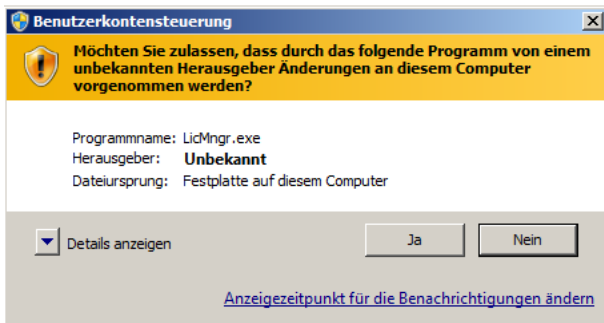 Benutzerkontensteuerung
Möchten Sie zulassen, dass durch das folgende Programm von einem
unbekannten Herausgeber Änderungen an diesem Computer
vorgenommen werden?
Programmname: LicMngr.exe
Herausgeber: Unbekannt
Dateiursprung: Festplatte auf diesem Computer
Details anzeigen Ja Nein
Anzeigezeitpunkt für die Benachrichtigungen ändern